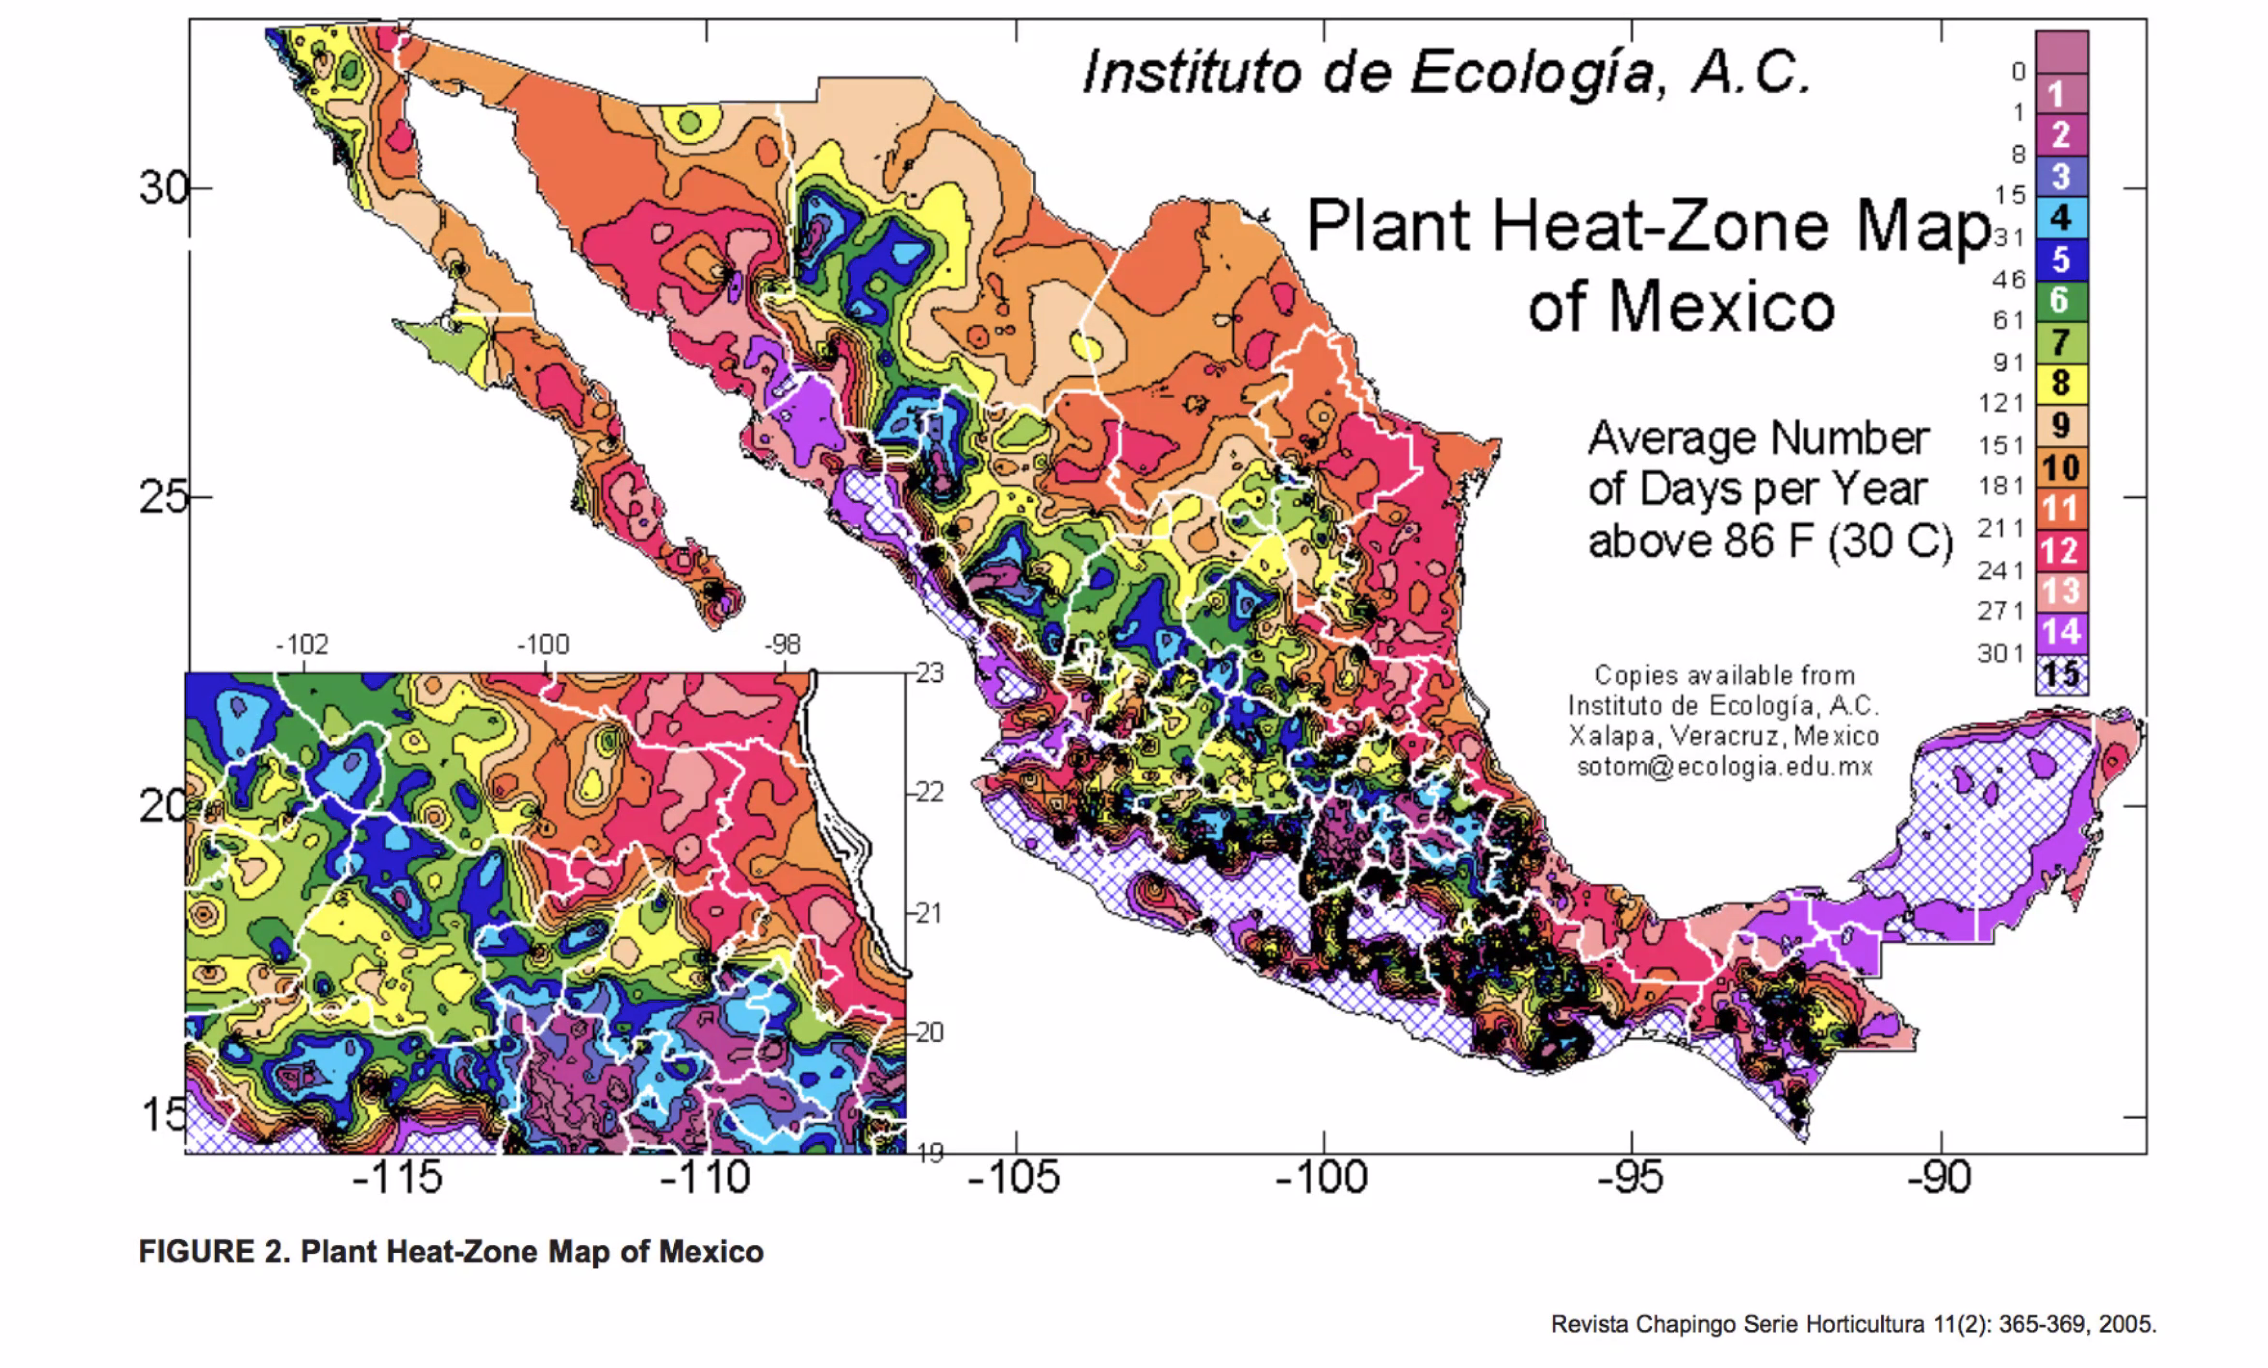 Instituto de Ecología, A.C.
Plant Heat-Zone Map
of Mexico
Average Number
of Days per Year
above 86 F (30 C)
Copies available from
Instituto de Ecología, A.C.
Xalapa, Veracruz, Mexico
sotom@ecologia.edu.mx
0
1
1
2
8
3
15
4
31
5
46
6
61
7
91
8
121
9
151
10
181
11
211
12
241
13
271
14
301
15
30
25
20
15
-102 -100 -98
23
22
21
20
19
-115 -110 -105 -100 -95 -90
FIGURE 2. Plant Heat-Zone Map of Mexico
Revista Chapingo Serie Horticultura 11(2): 365-369, 2005.